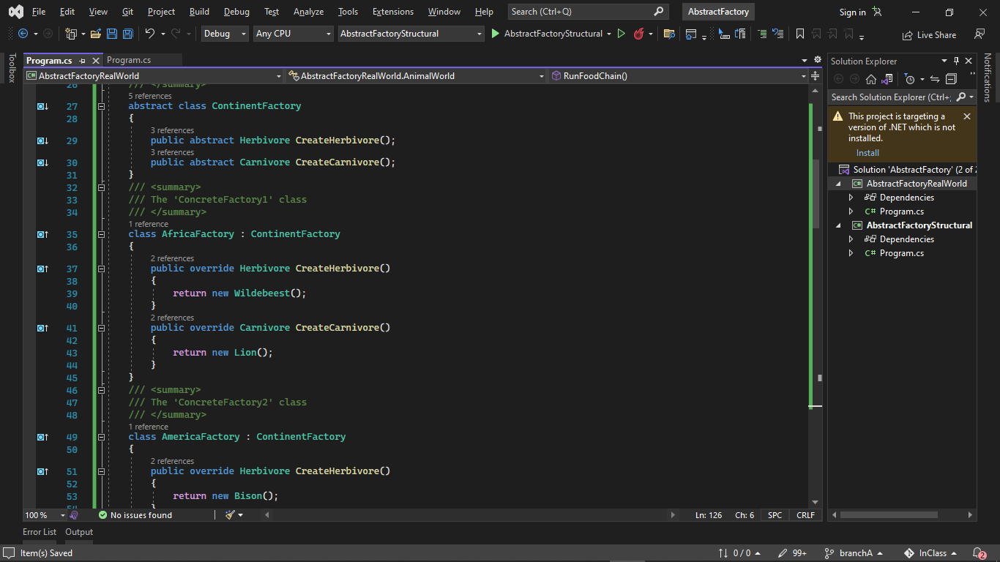 File Edit View Git Project Build Debug Test Analyze Tools Extensions Window Help Search (Ctrl+Q) AbstractFactory Sign in
Debug Any CPU AbstractFactoryStructural AbstractFactoryStructural Live Share
Toolbox
Program.cs Program.cs
AbstractFactoryRealWorld AbstractFactoryRealWorld.AnimalWorld RunFoodChain()
26 /// </summary>
5 references
27 abstract class ContinentFactory
28 {
3 references
29 public abstract Herbivore CreateHerbivore();
3 references
30 public abstract Carnivore CreateCarnivore();
31 }
32 /// <summary>
33 /// The 'ConcreteFactory1' class
34 /// </summary>
1 reference
35 class AfricaFactory : ContinentFactory
36 {
2 references
37 public override Herbivore CreateHerbivore()
38 {
39 return new Wildebeest();
40 }
2 references
41 public override Carnivore CreateCarnivore()
42 {
43 return new Lion();
44 }
45 }
46 /// <summary>
47 /// The 'ConcreteFactory2' class
48 /// </summary>
1 reference
49 class AmericaFactory : ContinentFactory
50 {
2 references
51 public override Herbivore CreateHerbivore()
52 {
53 return new Bison();
54 }
100 % No issues found Ln: 126 Ch: 6 SPC CRLF
Solution Explorer
Search Solution Explorer (Ctrl+;
This project is targeting a
version of .NET which is not
installed.
Install
Solution 'AbstractFactory' (2 of 2
C# AbstractFactoryRealWorld
Dependencies
C# Program.cs
C# AbstractFactoryStructural
Dependencies
C# Program.cs
Notifications
Error List Output
Item(s) Saved 0 / 0 99+ branchA InClass 2